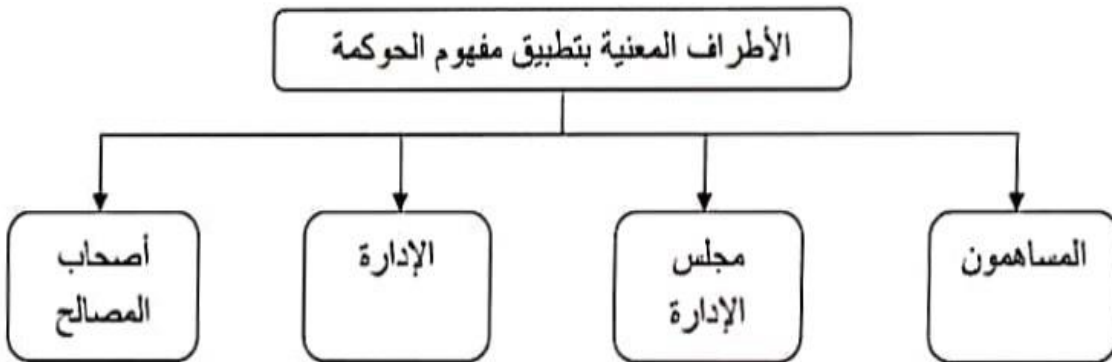 الأطراف المعنية بتطبيق مفهوم الحوكمة
المساهمون
مجلس
الإدارة
الإدارة
أصحاب
المصالح